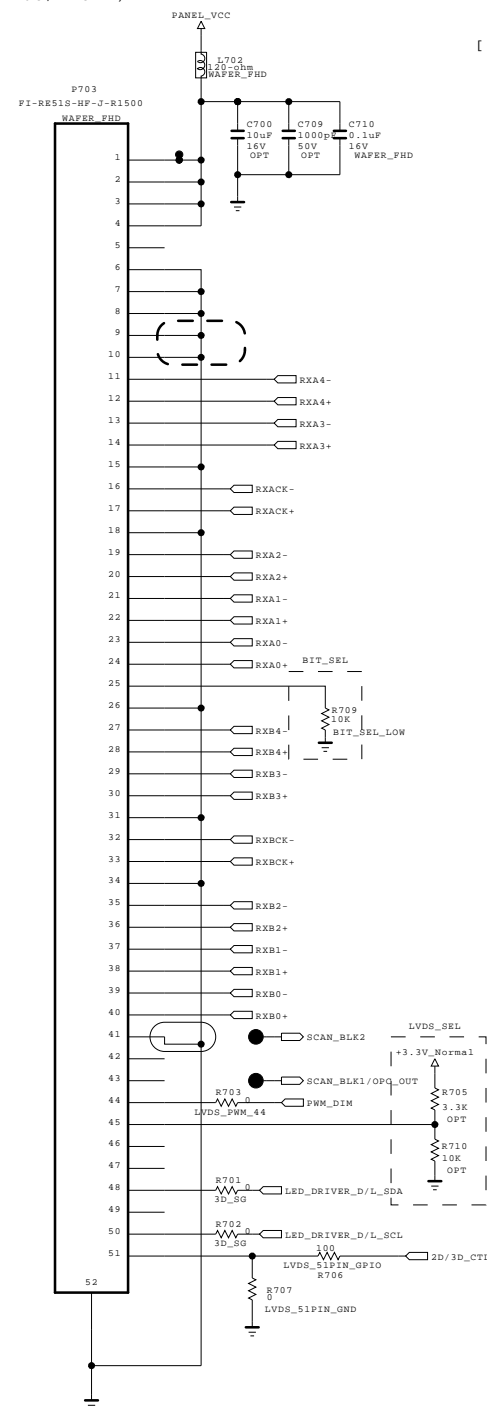 PANEL_VCC
[
L702
120-ohm
WAFER_FHD
P703
FI-RE51S-HF-J-R1500
WAFER_FHD
C700
10uF
16V
OPT
C709
1000pF
50V
OPT
C710
0.1uF
16V
WAFER_FHD
1
2
3
4
5
6
7
8
9
10
11
RXA4-
12
RXA4+
13
RXA3-
14
RXA3+
15
16
RXACK-
17
RXACK+
18
19
RXA2-
20
RXA2+
21
RXA1-
22
RXA1+
23
RXA0-
24
RXA0+
BIT_SEL
25
R709
10K
BIT_SEL_LOW
26
27
RXB4-
28
RXB4+
29
RXB3-
30
RXB3+
31
32
RXBCK-
33
RXBCK+
34
35
RXB2-
36
RXB2+
37
RXB1-
38
RXB1+
39
RXB0-
40
RXB0+
41
SCAN_BLK2
LVDS_SEL
+3.3V_Normal
42
43
SCAN_BLK1/OPC_OUT
R705
3.3K
OPT
44
R703
0
LVDS_PWM_44
PWM_DIM
45
R710
10K
OPT
46
47
48
R701
0
3D_SG
LED_DRIVER_D/L_SDA
49
50
R702
0
3D_SG
LED_DRIVER_D/L_SCL
51
100
LVDS_51PIN_GPIO
R706
2D/3D_CTL
52
R707
0
LVDS_51PIN_GND